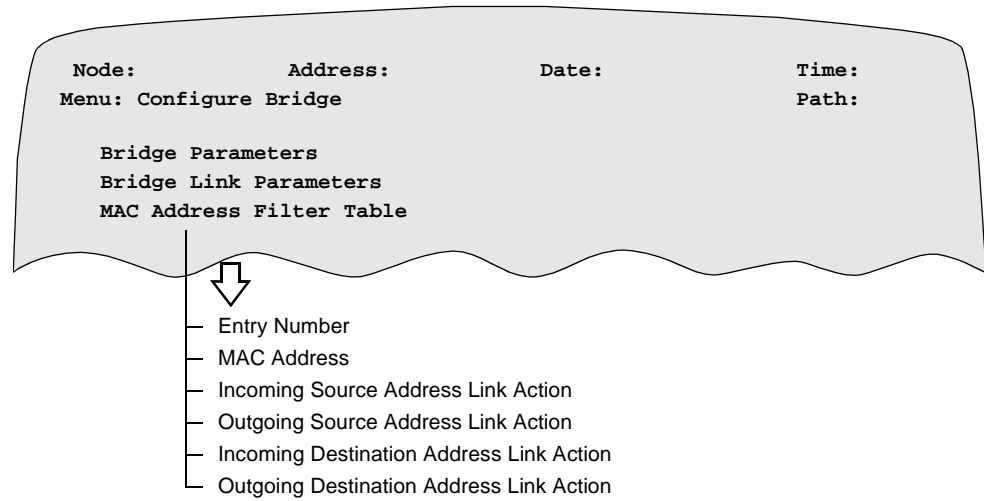 Node: Address: Date: Time:
Menu: Configure Bridge Path:
Bridge Parameters
Bridge Link Parameters
MAC Address Filter Table
Entry Number
MAC Address
Incoming Source Address Link Action
Outgoing Source Address Link Action
Incoming Destination Address Link Action
Outgoing Destination Address Link Action